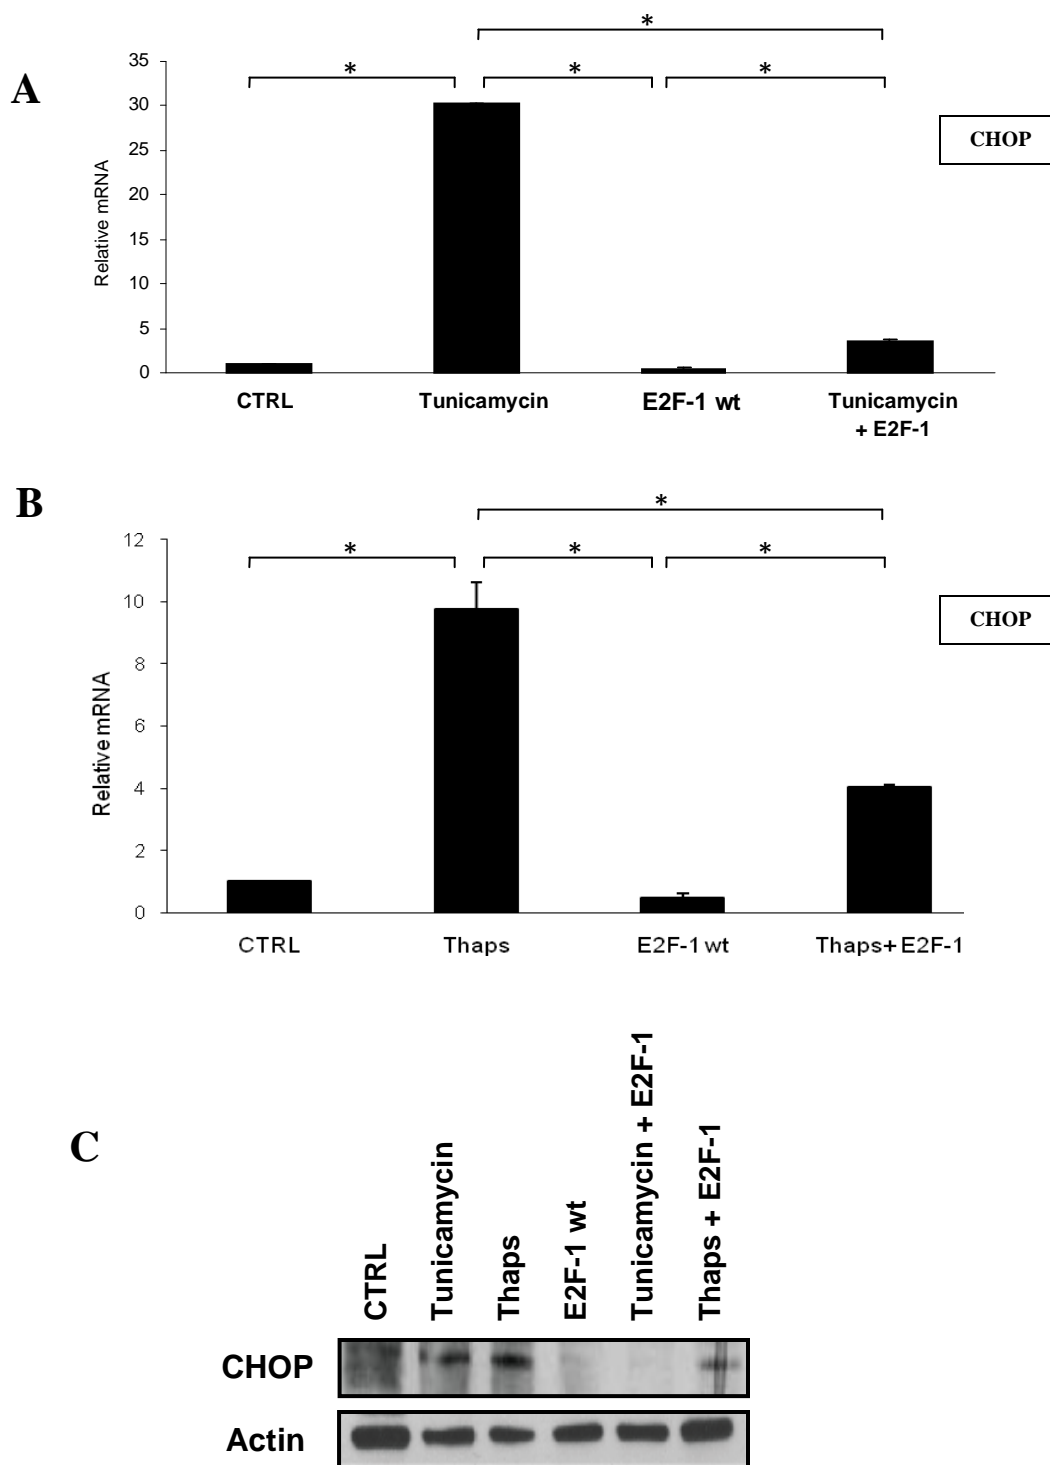 A
Relative mRNA
35
30
25
20
15
10
5
0
*
*
*
*
CHOP
CTRL
Tunicamycin
E2F-1 wt
Tunicamycin
+ E2F-1
B
Relative mRNA
12
10
8
6
4
2
0
*
*
*
*
CHOP
CTRL
Thaps
E2F-1 wt
Thaps+ E2F-1
C
CTRL
Tunicamycin
Thaps
E2F-1 wt
Tunicamycin + E2F-1
Thaps + E2F-1
CHOP
Actin